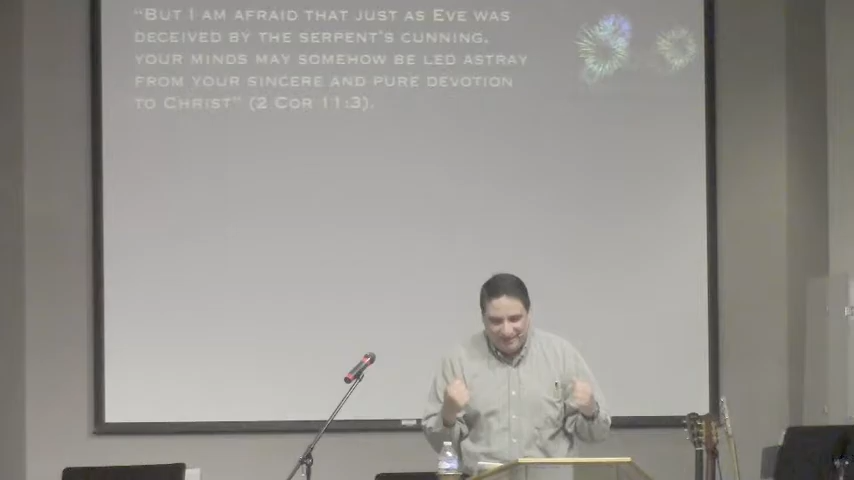 “But I am afraid that just as Eve was
deceived by the serpent’s cunning,
your minds may somehow be led astray
from your sincere and pure devotion
to Christ” (2 Cor 11:3).